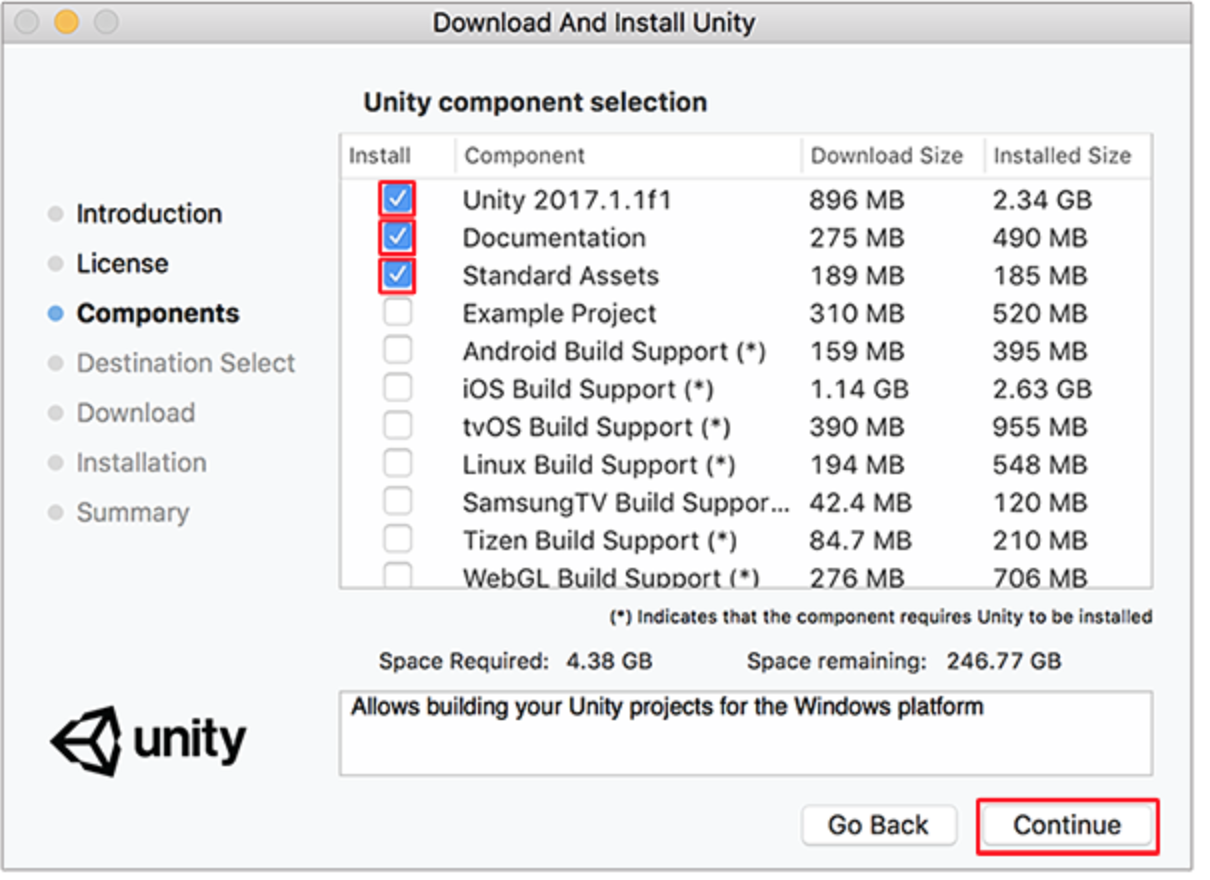 Download And Install Unity
Unity component selection
Introduction
License
Components
Destination Select
Download
Installation
Summary
Install Component Download Size Installed Size
Unity 2017.1.1f1 896 MB 2.34 GB
Documentation 275 MB 490 MB
Standard Assets 189 MB 185 MB
Example Project 310 MB 520 MB
Android Build Support (*) 159 MB 395 MB
iOS Build Support (*) 1.14 GB 2.63 GB
tvOS Build Support (*) 390 MB 955 MB
Linux Build Support (*) 194 MB 548 MB
SamsungTV Build Suppor... 42.4 MB 120 MB
Tizen Build Support (*) 84.7 MB 210 MB
WebGL Build Support (*) 276 MB 706 MB
(*) Indicates that the component requires Unity to be installed
Space Required: 4.38 GB Space remaining: 246.77 GB
Allows building your Unity projects for the Windows platform
unity
Go Back Continue